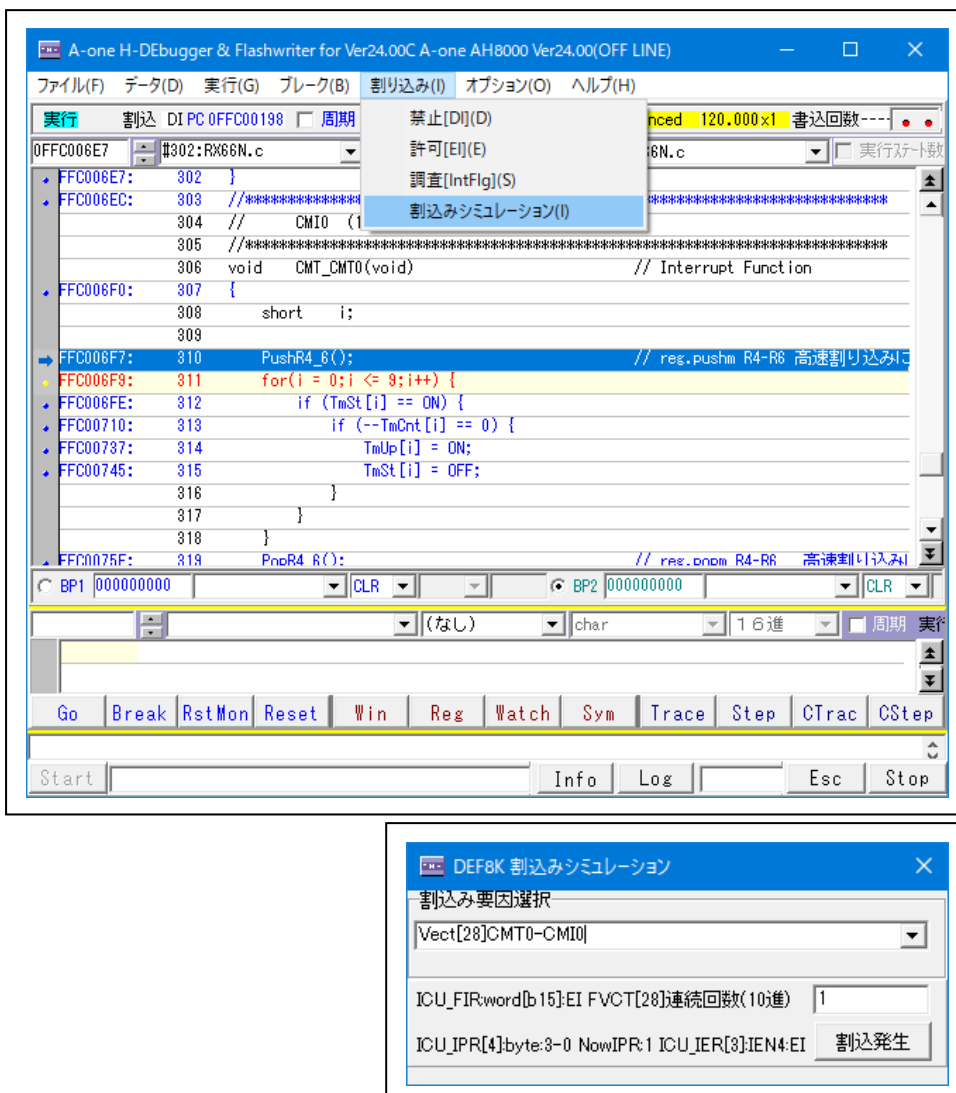 A-one H-DEbugger & Flashwriter for Ver24.00C A-one AH8000 Ver24.00(OFF LINE)
ファイル(F) データ(D) 実行(G) ブレーク(B) 割り込み(I) オプション(O) ヘルプ(H)
実行 割込 DI PC 0FFC00198 周期 nced 120.000×1 書込回数----
禁止[DI](D)
許可[EI](E)
調査[IntFlg](S)
割込みシミュレーション(I)
0FFC006E7 #302:RX66N.c 6N.c 実行ステート数
FFC006E7: 302 }
FFC006EC: 303 //
304 // CMI0 (1
305 //
306 void CMT_CMT0(void) // Interrupt Function
FFC006F0: 307 {
308 short i;
309
FFC006F7: 310 PushR4_6(); // reg.pushm R4-R6 高速割り込みに
FFC006F9: 311 for(i = 0;i <= 9;i++) {
FFC006FE: 312 if (TmSt[i] == ON) {
FFC00710: 313 if (--TmCnt[i] == 0) {
FFC00737: 314 TmUp[i] = ON;
FFC00745: 315 TmSt[i] = OFF;
316 }
317 }
318 }
FFC0075F: 319 PopR4_6(); // reg.popm R4-R6 高速割り込みに
BP1 000000000 CLR BP2 000000000 CLR
(なし) char 16進 周期 実行
Go Break RstMon Reset Win Reg Watch Sym Trace Step CTrac CStep
Start Info Log Esc Stop
DEF8K 割込みシミュレーション
割込み要因選択
Vect[28]CMT0-CMI0
ICU_FIR:word[b15]:EI FVCT[28]連続回数(10進) 1
ICU_IPR[4]:byte:3-0 NowIPR:1 ICU_IER[3]:IEN4:EI 割込発生